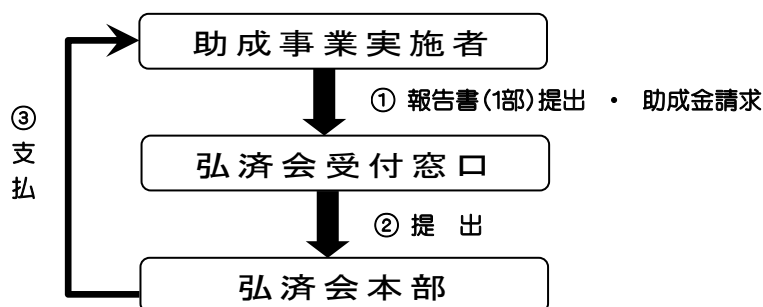 助成事業実施者
① 報告書(1部)提出 ・ 助成金請求
③支払
弘済会受付窓口
② 提 出
弘済会本部